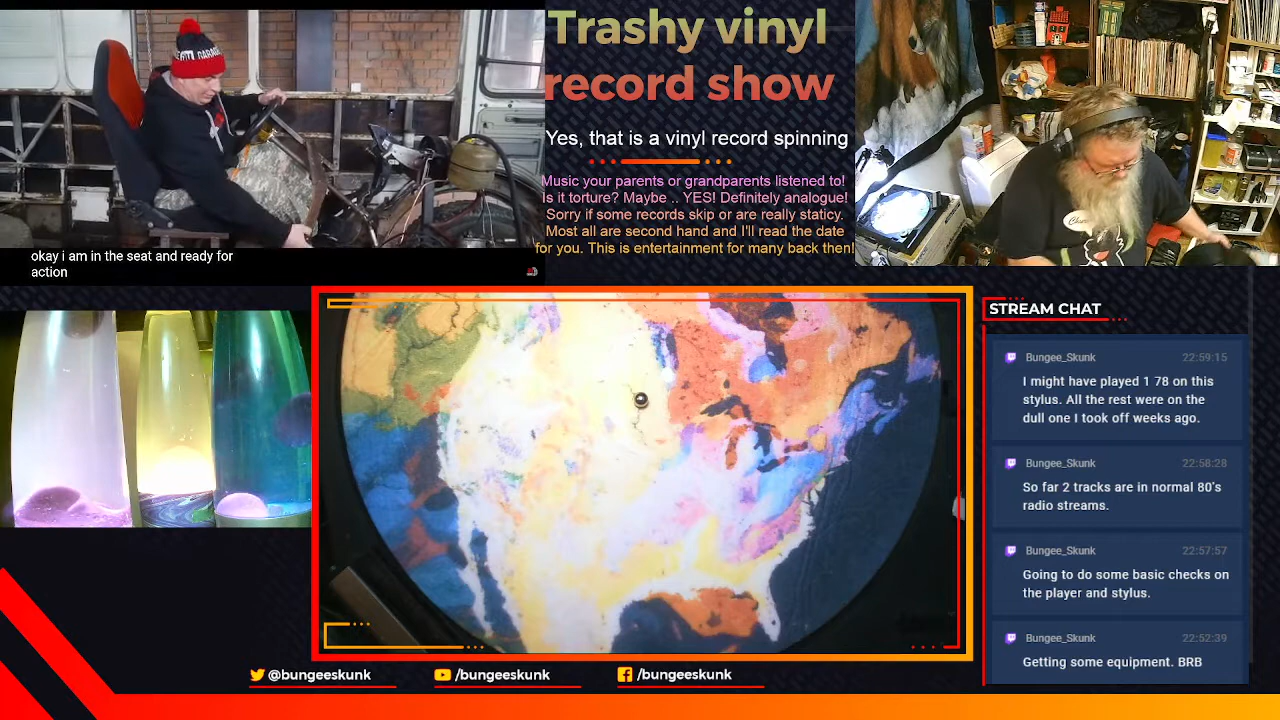 Trashy vinyl
record show
Yes, that is a vinyl record spinning
Music your parents or grandparents listened to!
Is it torture? Maybe .. YES! Definitely analogue!
Sorry if some records skip or are really staticy.
Most all are second hand and I'll read the date
for you. This is entertainment for many back then!
okay i am in the seat and ready for
action
STREAM CHAT
Bungee_Skunk 22:59:15
I might have played 1 78 on this
stylus. All the rest were on the
dull one I took off weeks ago.
Bungee_Skunk 22:58:28
So far 2 tracks are in normal 80's
radio streams.
Bungee_Skunk 22:57:57
Going to do some basic checks on
the player and stylus.
Bungee_Skunk 22:52:39
Getting some equipment. BRB
@bungeeskunk /bungeeskunk /bungeeskunk